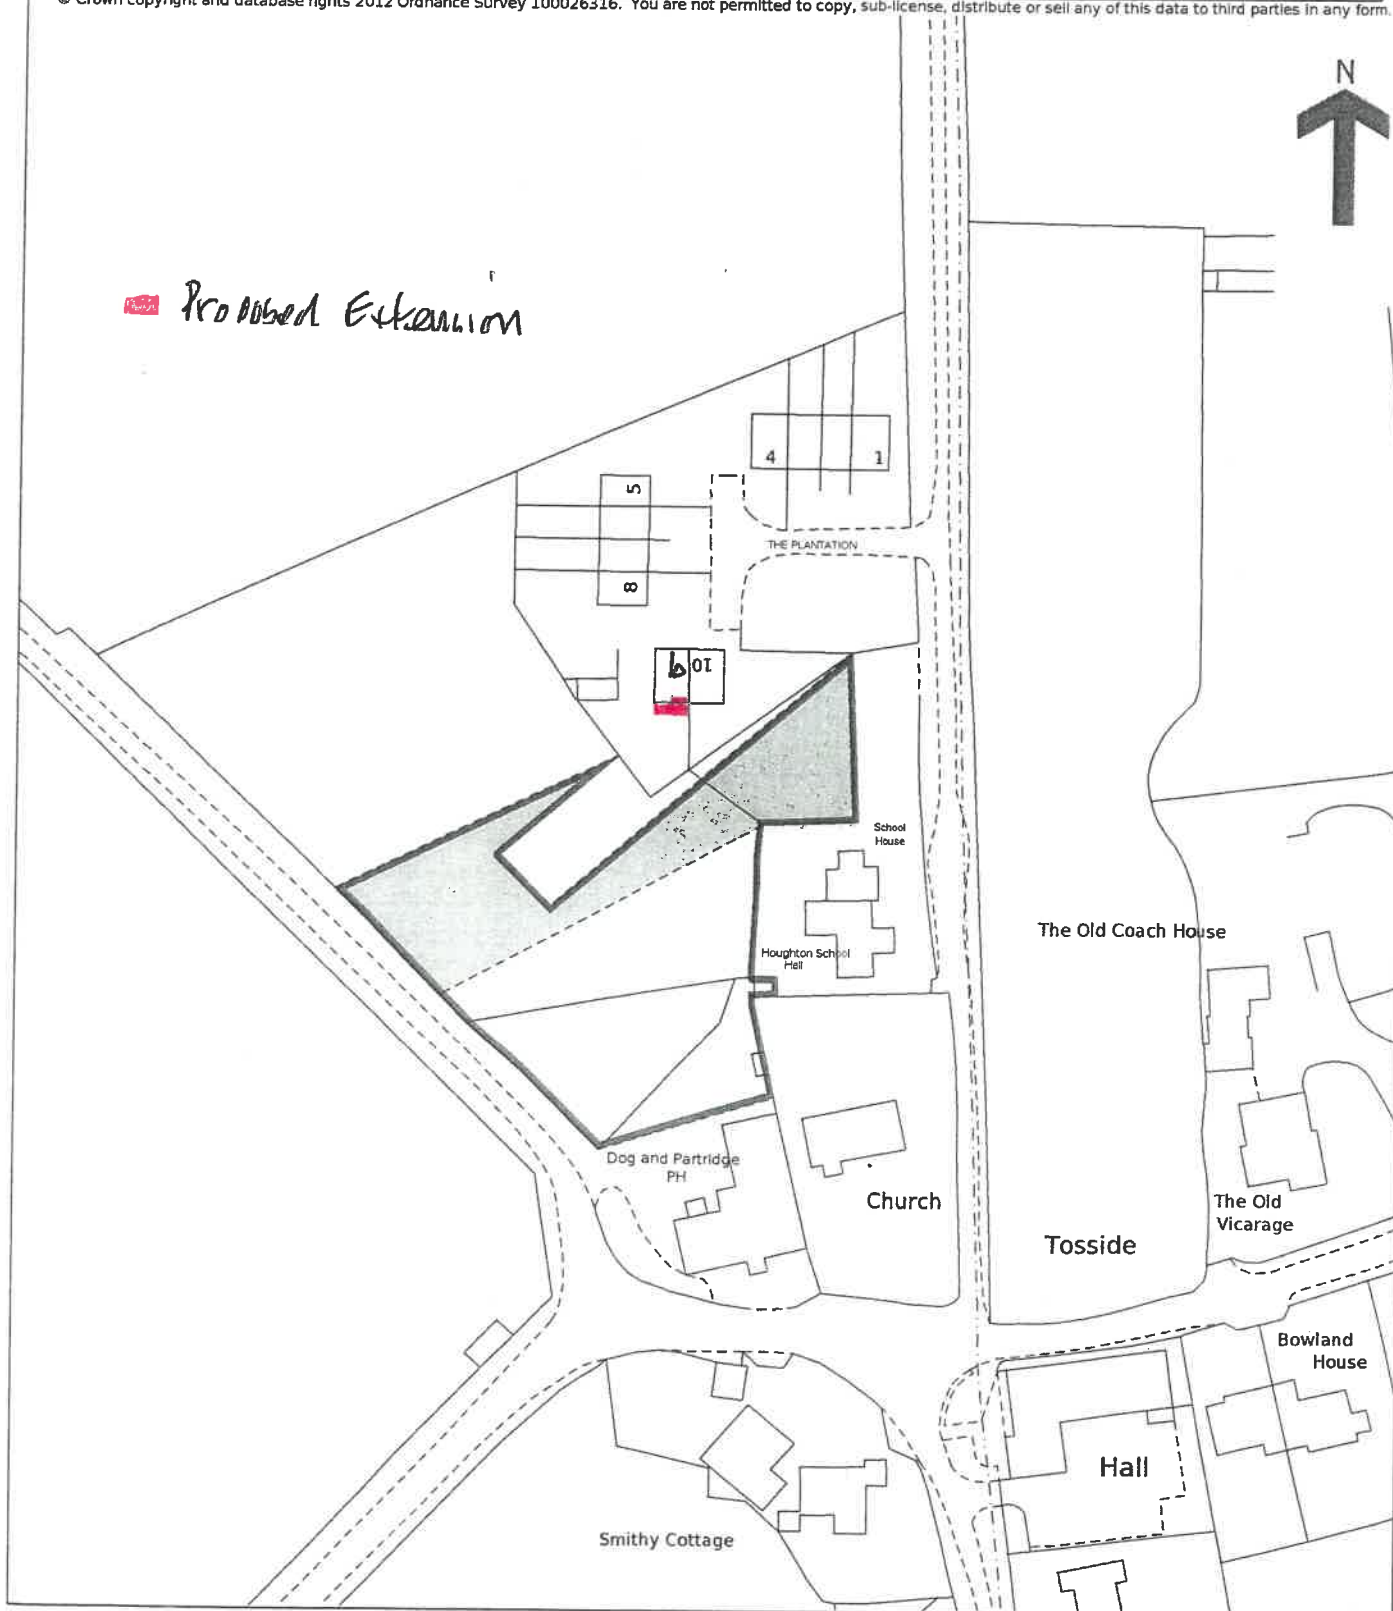 © Crown copyright and database rights 2012 Ordnance Survey 100026316. You are not permitted to copy, sub-license, distribute or sell any of this data to third parties in any form.
N
Proposed Extension
4
1
5
THE PLANTATION
8
10
School
House
The Old Coach House
Houghton School
Hall
Dog and Partridge
PH
Church
The Old
Vicarage
Tosside
Bowland
House
Hall
Smithy Cottage